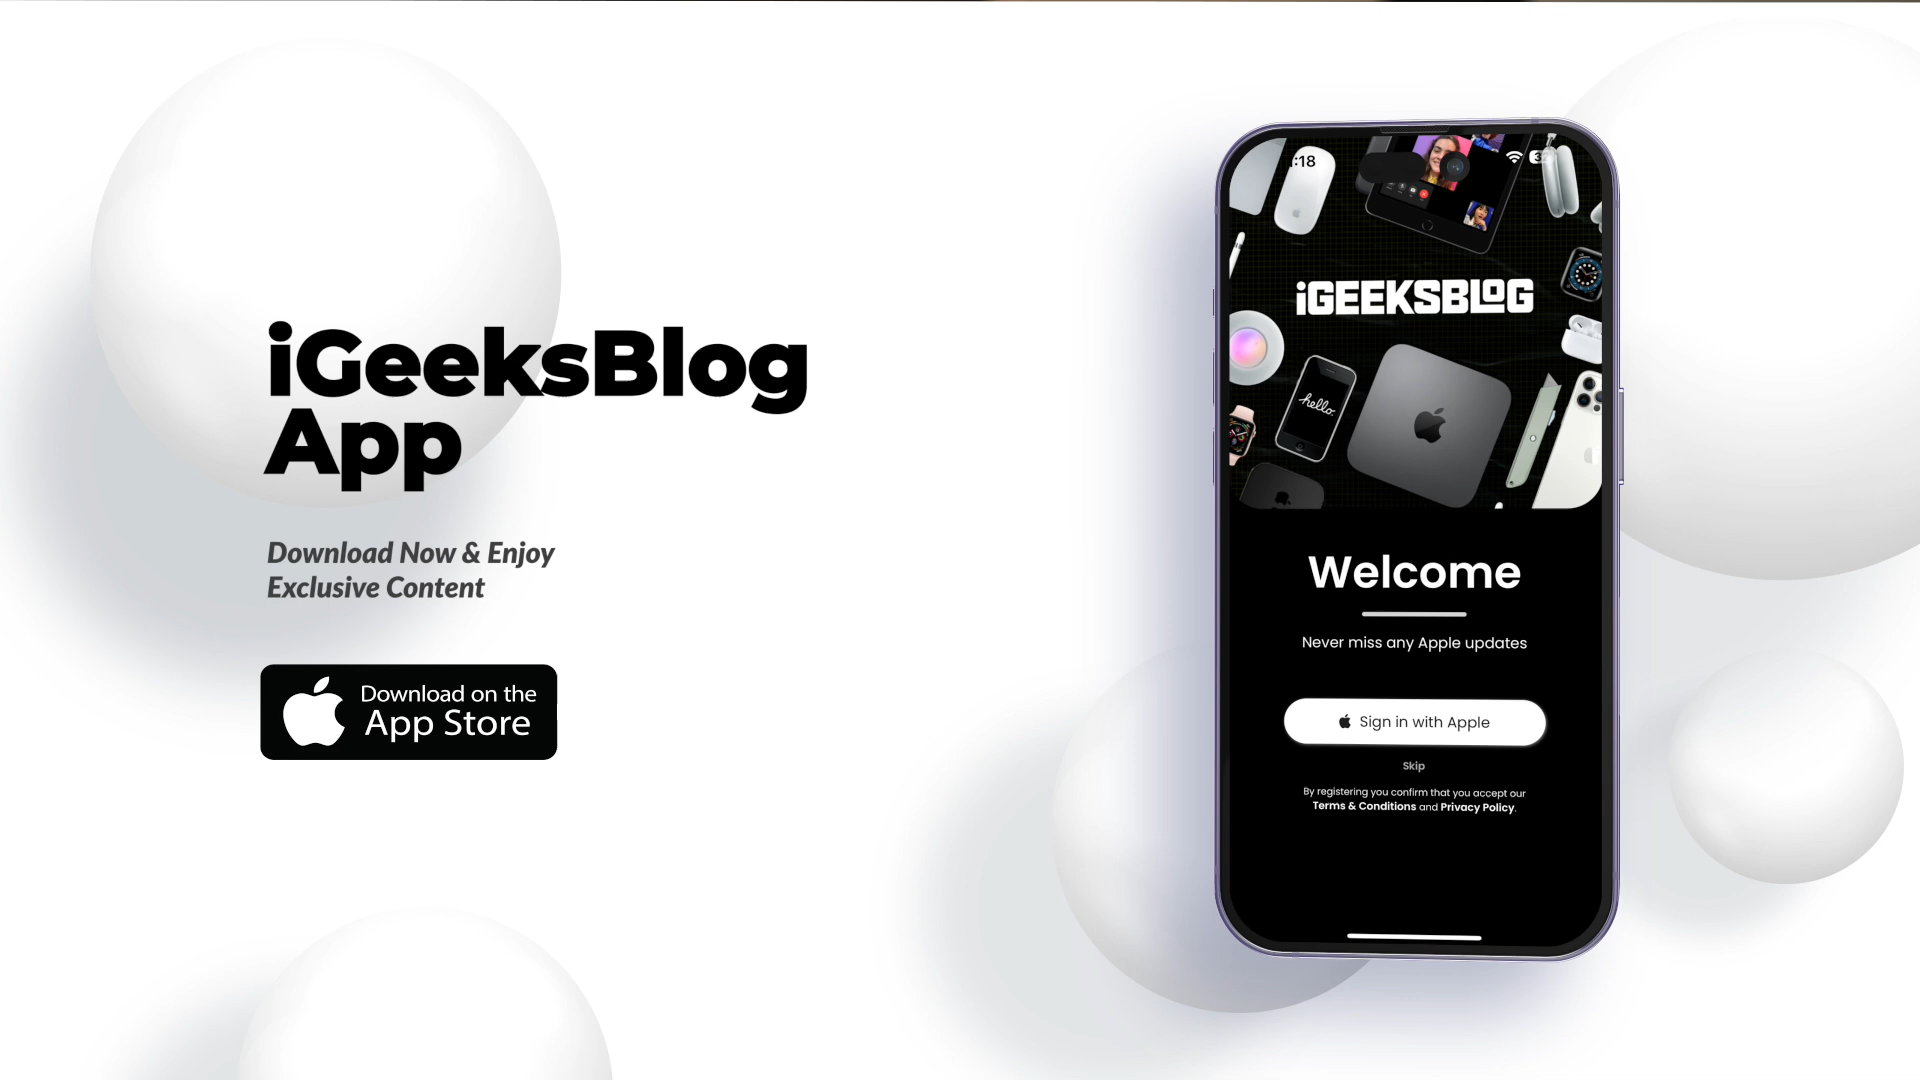 iGeeksBlog
App
Download Now & Enjoy
Exclusive Content
Download on the
App Store
:18
iGEEKSBLOG
hello.
Welcome
Never miss any Apple updates
Sign in with Apple
Skip
By registering you confirm that you accept our
Terms & Conditions and Privacy Policy.